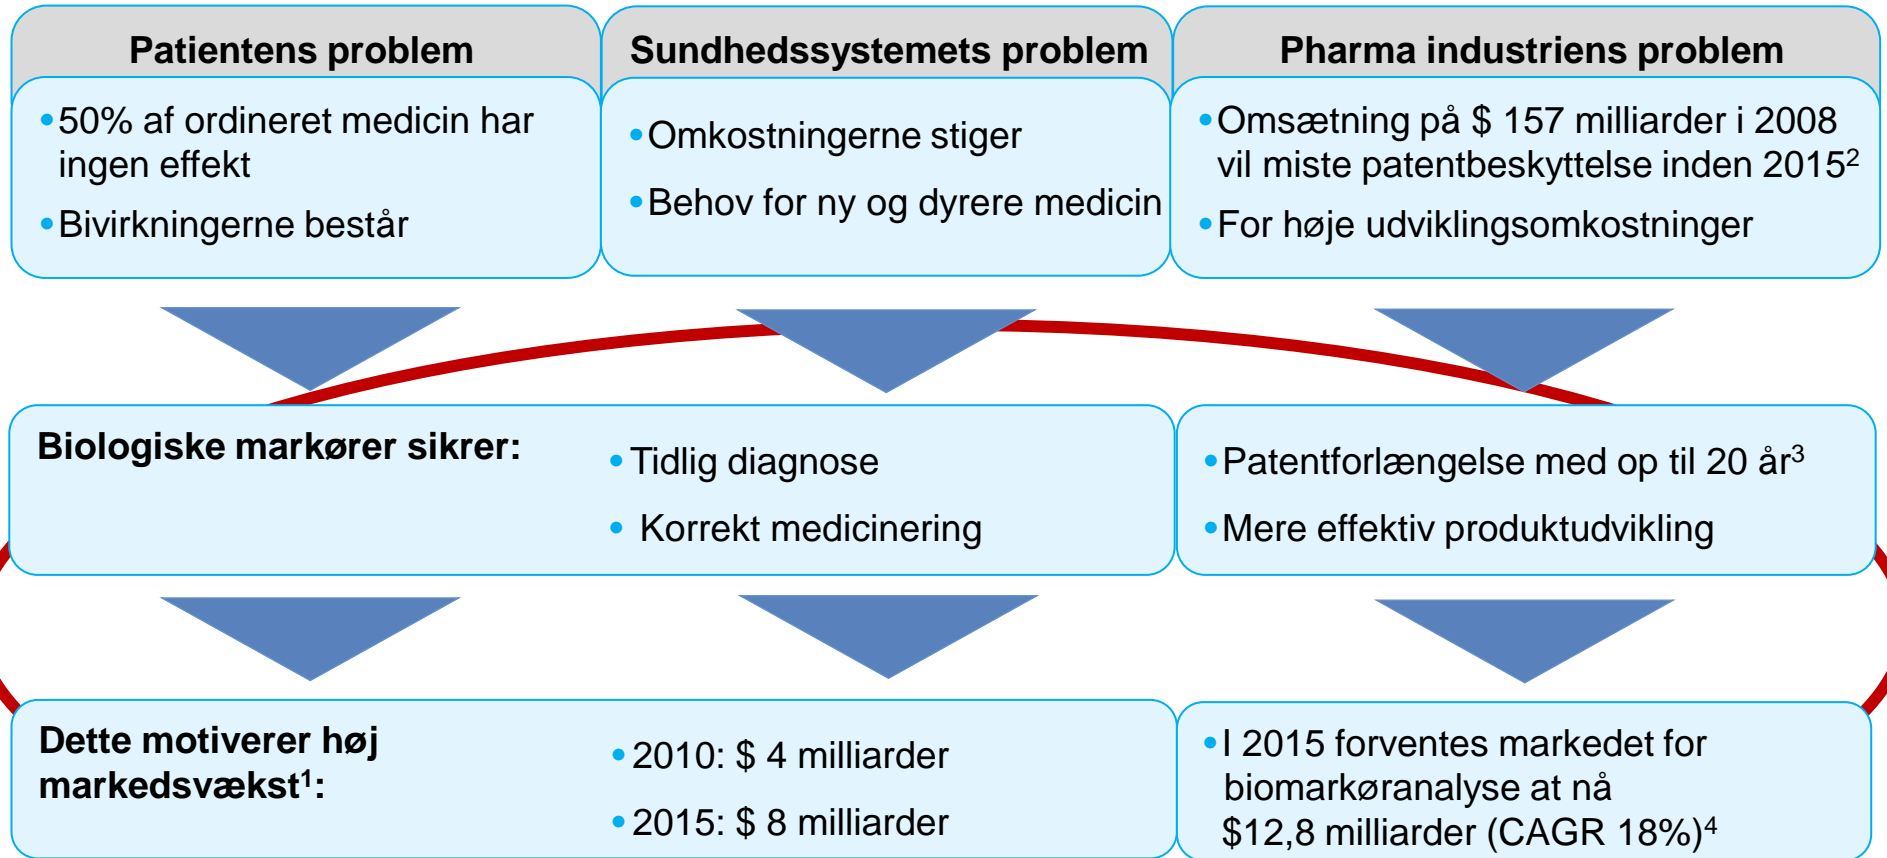 Patientens problem
•50% af ordineret medicin har
ingen effekt
•Bivirkningerne består
Sundhedssystemets problem
•Omkostningerne stiger
•Behov for ny og dyrere medicin
Pharma industriens problem
•Omsætning på $ 157 milliarder i 2008
vil miste patentbeskyttelse inden 2015²
•For høje udviklingsomkostninger
Biologiske markører sikrer:
•Tidlig diagnose
• Korrekt medicinering
•Patentforlængelse med op til 20 år³
•Mere effektiv produktudvikling
Dette motiverer høj
markedsvækst¹:
•2010: $ 4 milliarder
•2015: $ 8 milliarder
•I 2015 forventes markedet for
biomarkøranalyse at nå
$12,8 milliarder (CAGR 18%)⁴